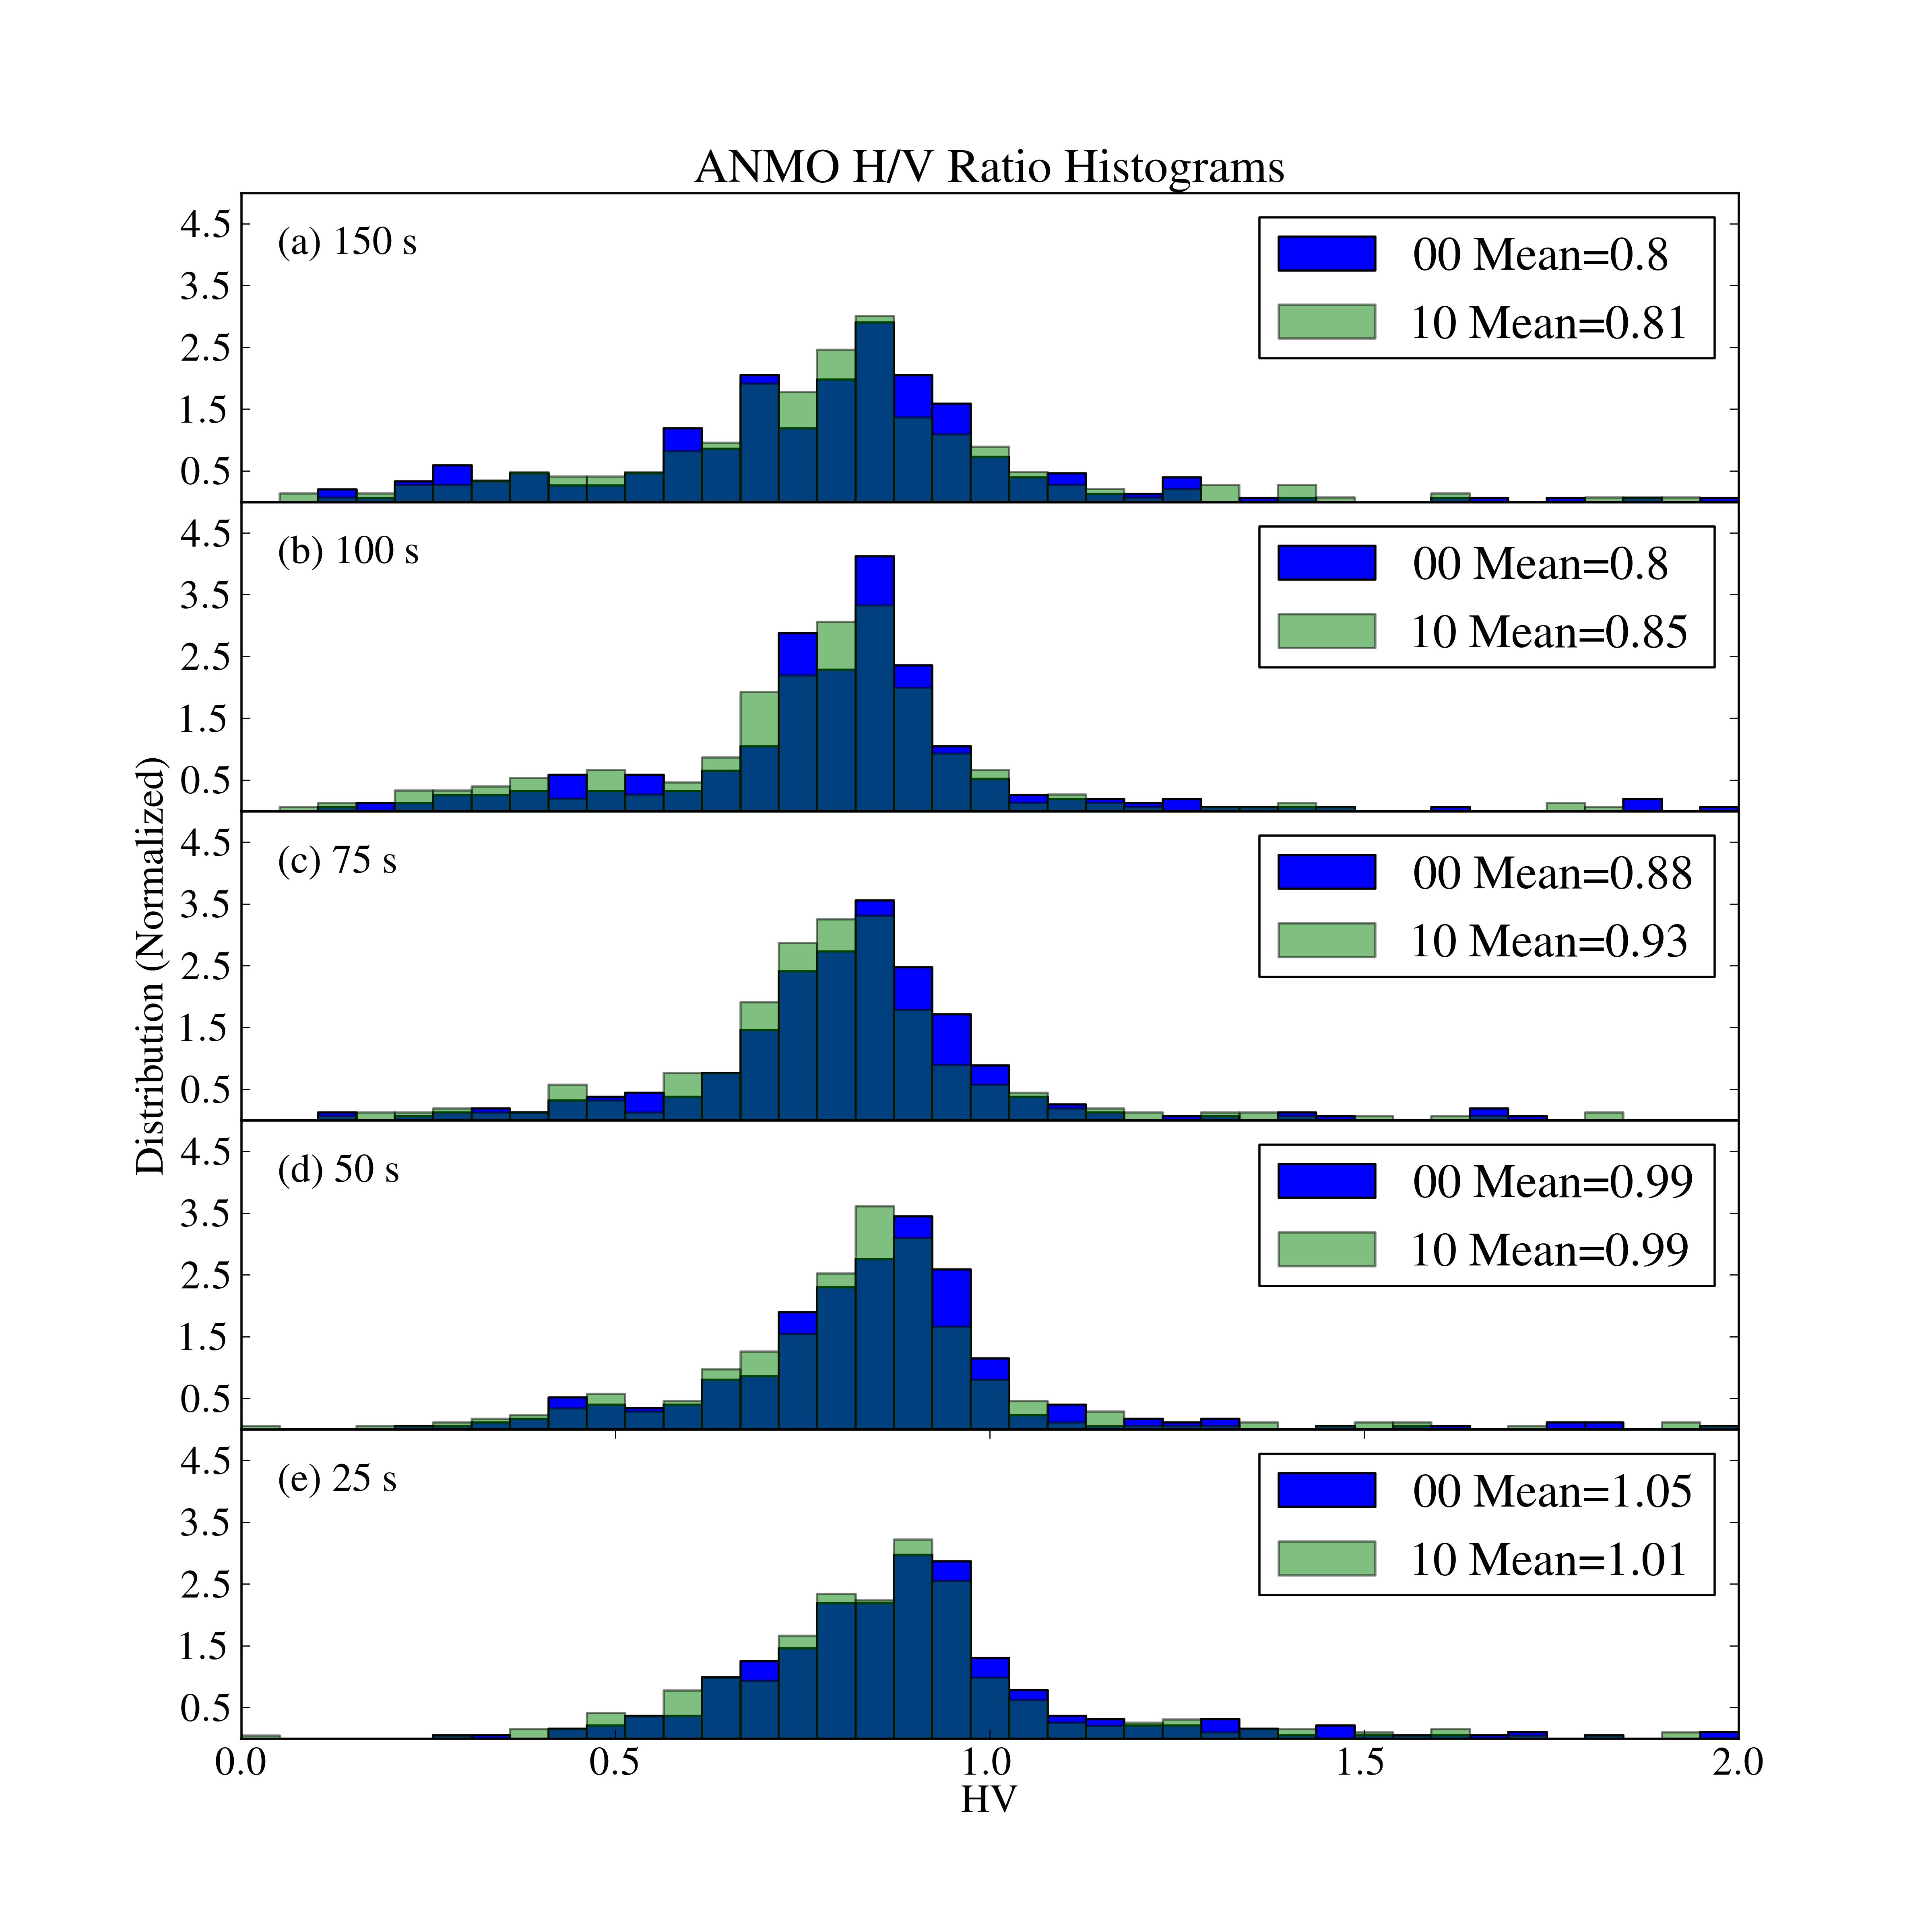 ANMO H/V Ratio Histograms
Distribution (Normalized)
4.5
3.5
2.5
1.5
0.5
(a) 150 s
00 Mean=0.8
10 Mean=0.81
4.5
3.5
2.5
1.5
0.5
(b) 100 s
00 Mean=0.8
10 Mean=0.85
4.5
3.5
2.5
1.5
0.5
(c) 75 s
00 Mean=0.88
10 Mean=0.93
4.5
3.5
2.5
1.5
0.5
(d) 50 s
00 Mean=0.99
10 Mean=0.99
4.5
3.5
2.5
1.5
0.5
(e) 25 s
00 Mean=1.05
10 Mean=1.01
0.0 0.5 1.0 1.5 2.0
HV